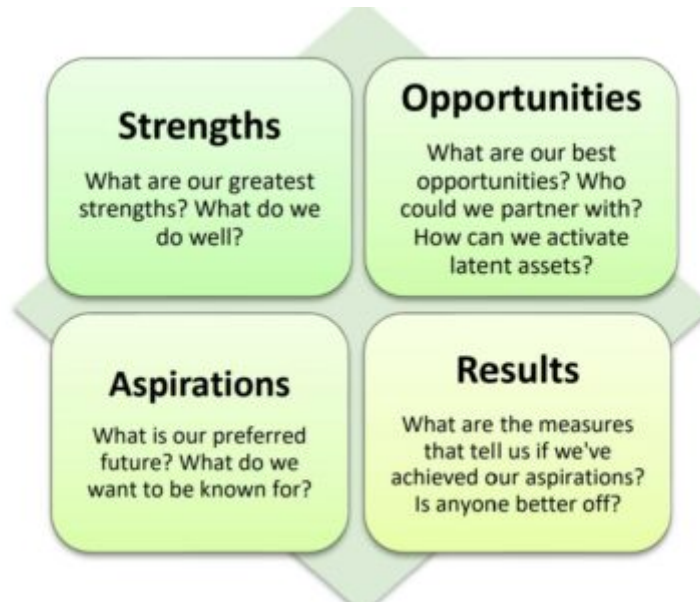 Strengths
What are our greatest
strengths? What do we
do well?
Opportunities
What are our best
opportunities? Who
could we partner with?
How can we activate
latent assets?
Aspirations
What is our preferred
future? What do we
want to be known for?
Results
What are the measures
that tell us if we've
achieved our aspirations?
Is anyone better off?